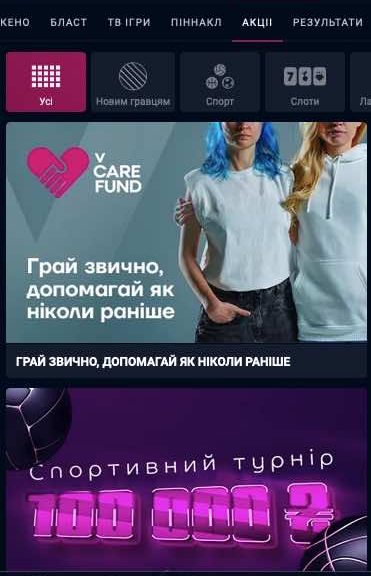 КЕНО БЛАСТ ТВ ІГРИ ПІННАКЛ АКЦІЇ РЕЗУЛЬТАТИ
Усі Новим гравцям Спорт Слоти Ла
V
CARE
FUND
Грай звично,
допомагай як
ніколи раніше
ГРАЙ ЗВИЧНО, ДОПОМАГАЙ ЯК НІКОЛИ РАНІШЕ
Спортивний турнір
100 000 ₴